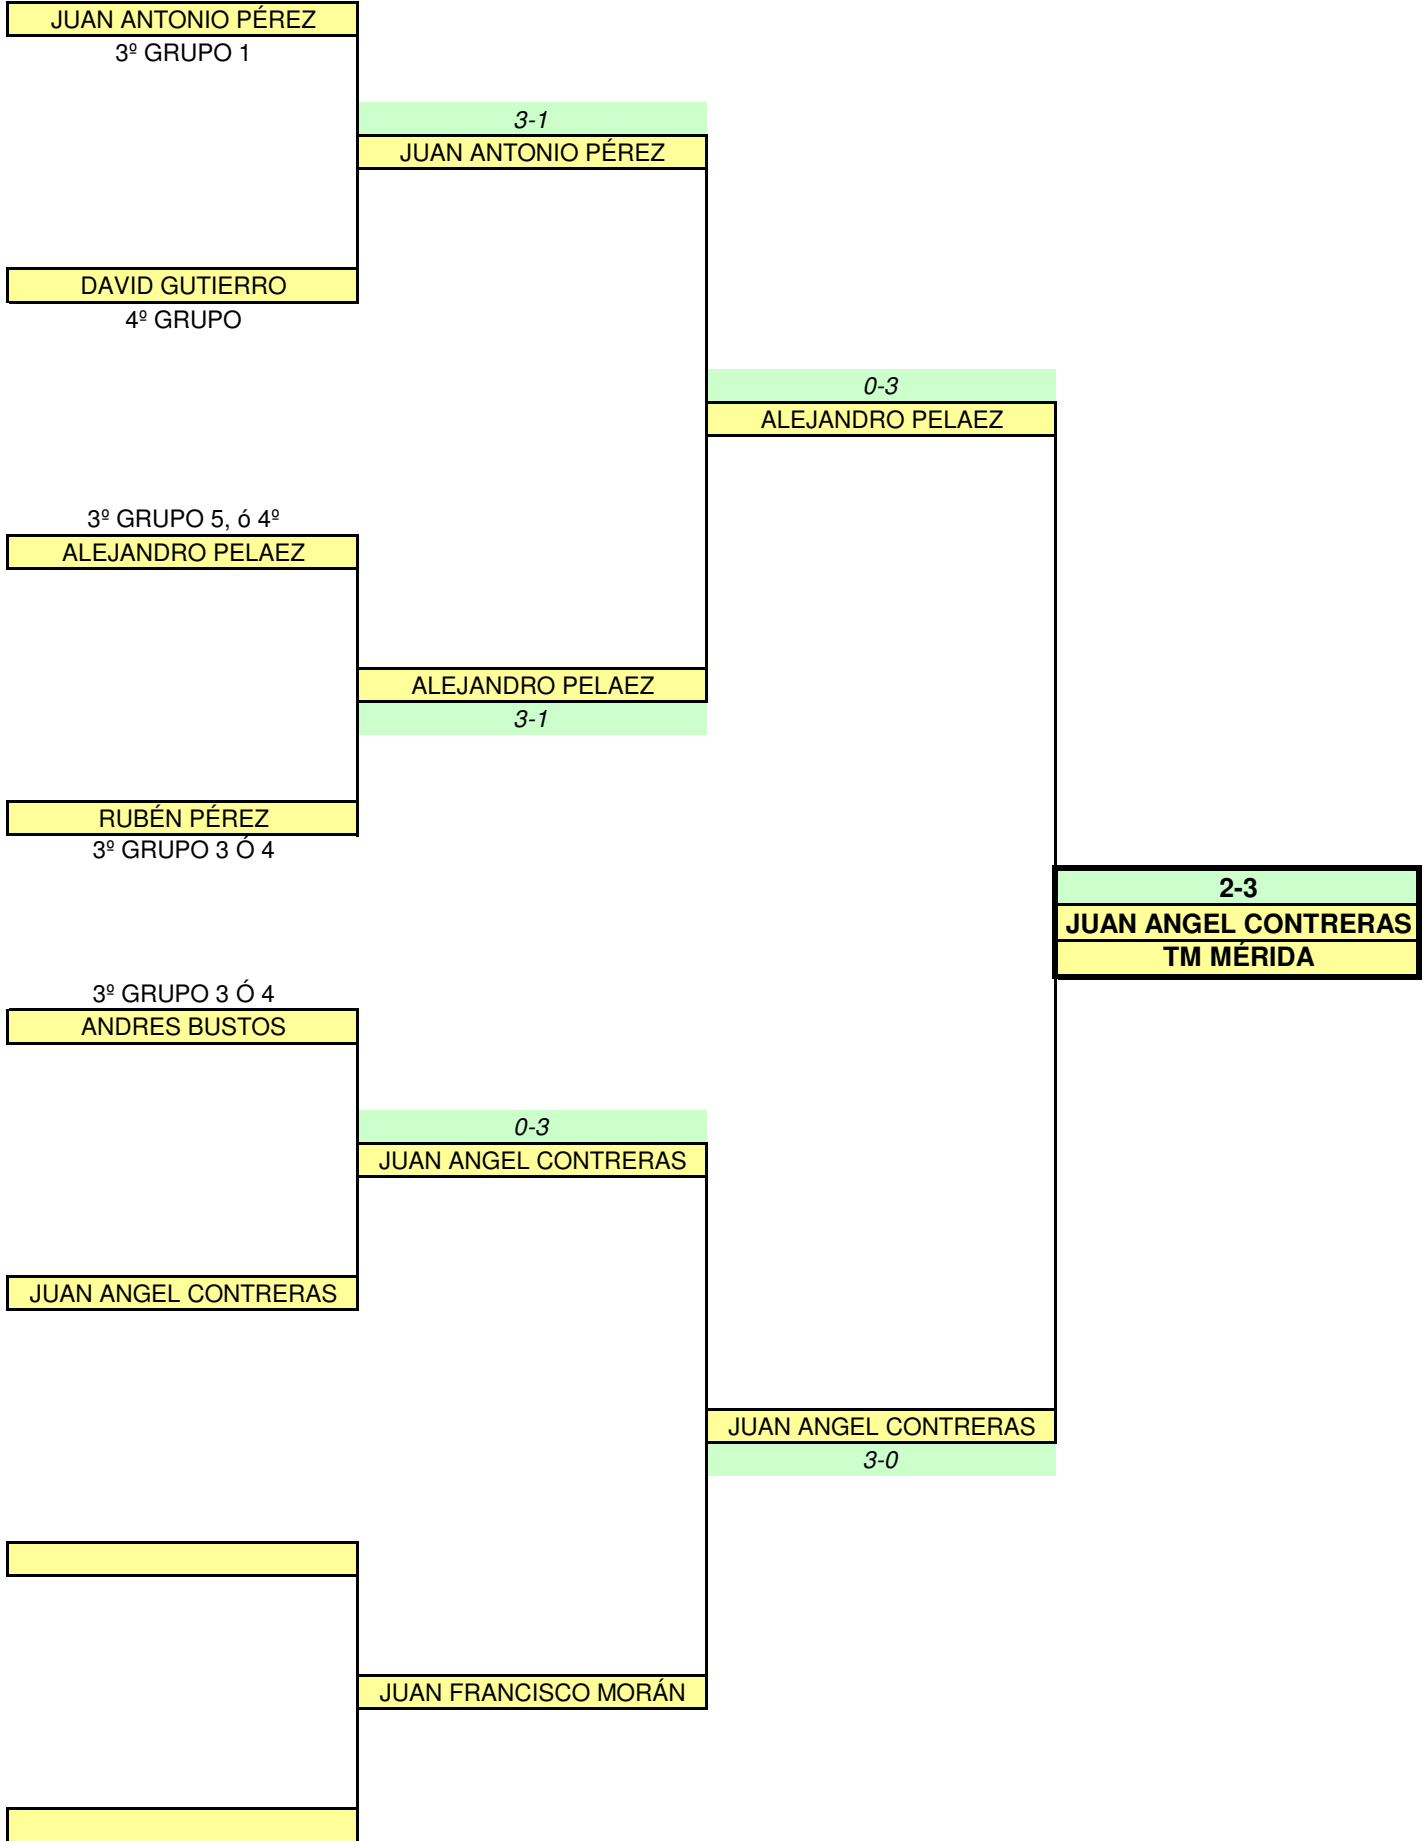 JUAN ANTONIO PÉREZ
3º GRUPO 1
3-1
JUAN ANTONIO PÉREZ
DAVID GUTIERRO
4º GRUPO
0-3
ALEJANDRO PELAEZ
3º GRUPO 5, ó 4º
ALEJANDRO PELAEZ
ALEJANDRO PELAEZ
3-1
RUBÉN PÉREZ
3º GRUPO 3 Ó 4
2-3
JUAN ANGEL CONTRERAS
TM MÉRIDA
3º GRUPO 3 Ó 4
ANDRES BUSTOS
0-3
JUAN ANGEL CONTRERAS
JUAN ANGEL CONTRERAS
JUAN ANGEL CONTRERAS
3-0
JUAN FRANCISCO MORÁN